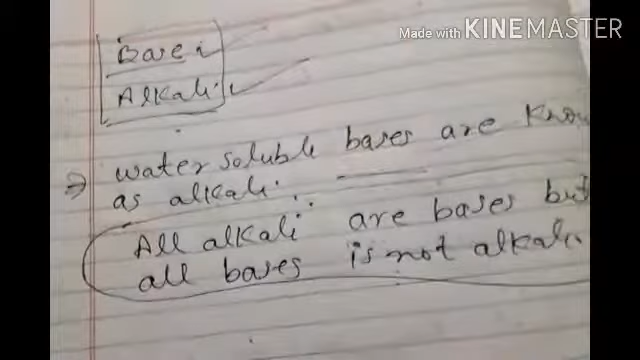 Made with KINEMASTER
Base
Alkali
⇒ water soluble bases are know
as alkali.
All alkali are bases but
all bases is not alkali.